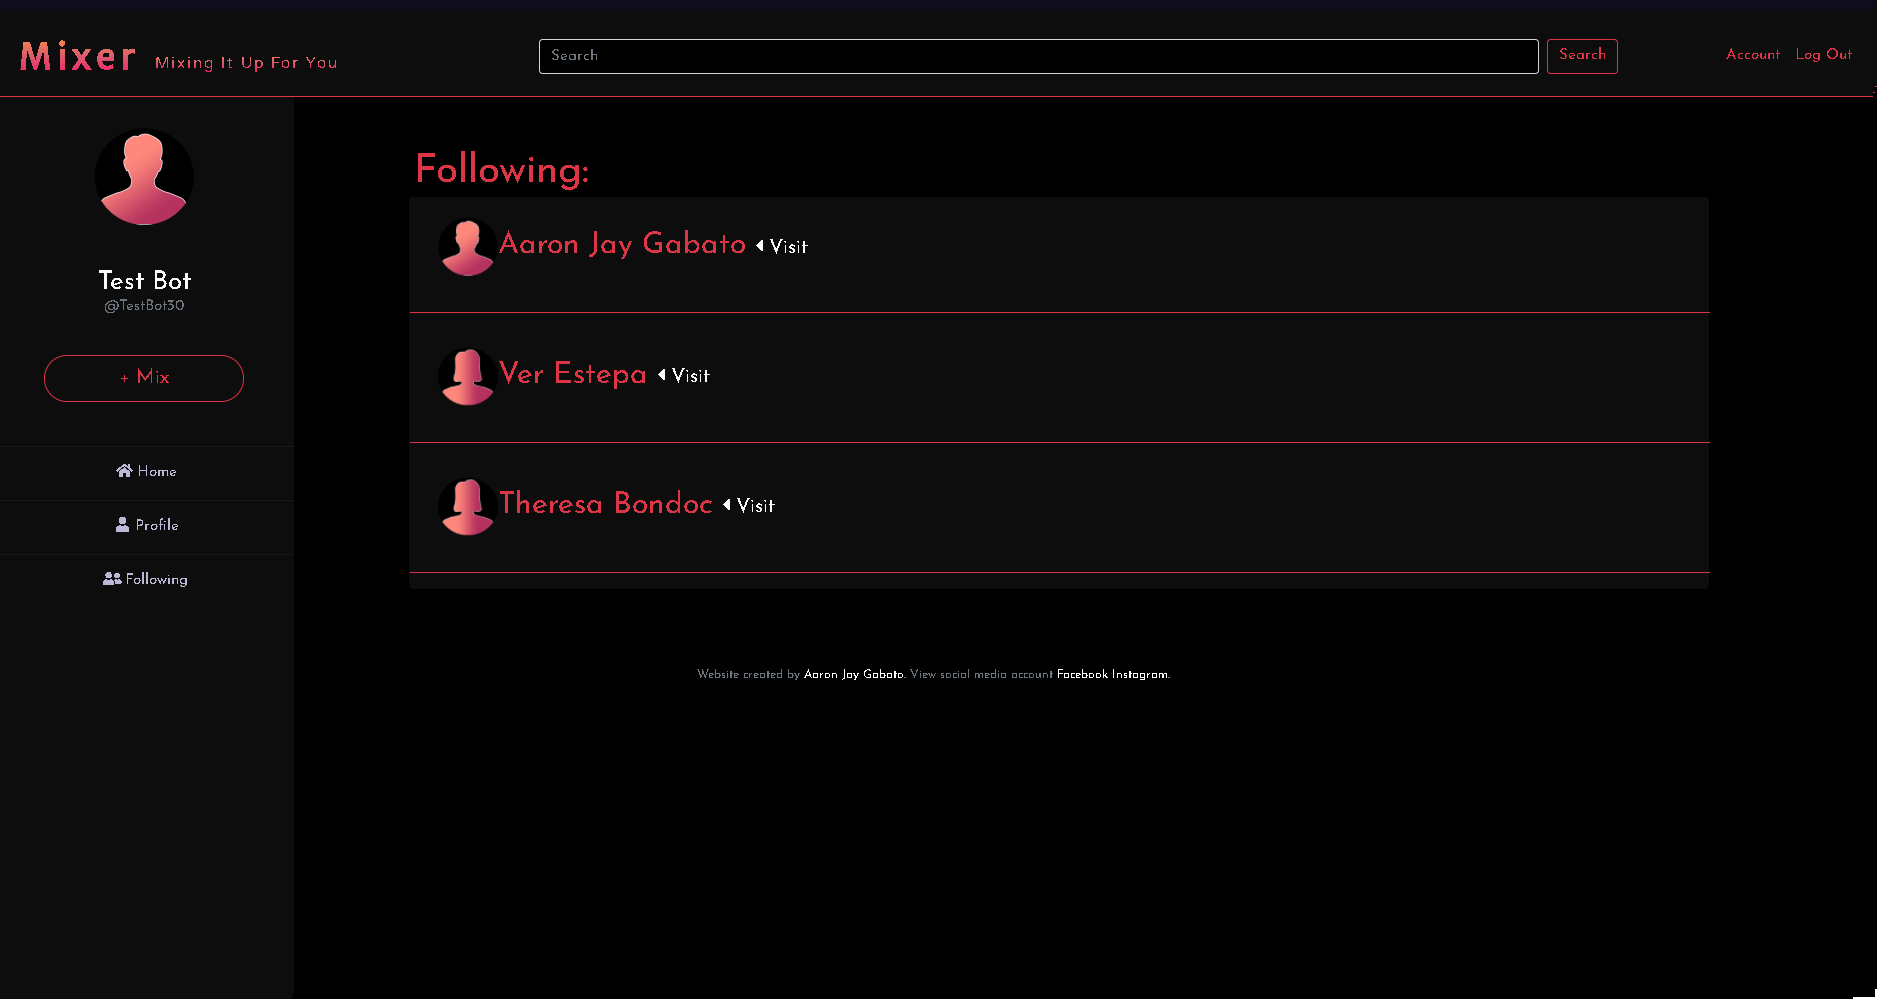 Mixer Mixing It Up For You
Search
Search
Account Log Out
Test Bot
@TestBot30
+ Mix
Home
Profile
Following
Following:
Aaron Jay Gabato Visit
Ver Estepa Visit
Theresa Bondoc Visit
Website created by Aaron Jay Gabato. View social media account Facebook Instagram.